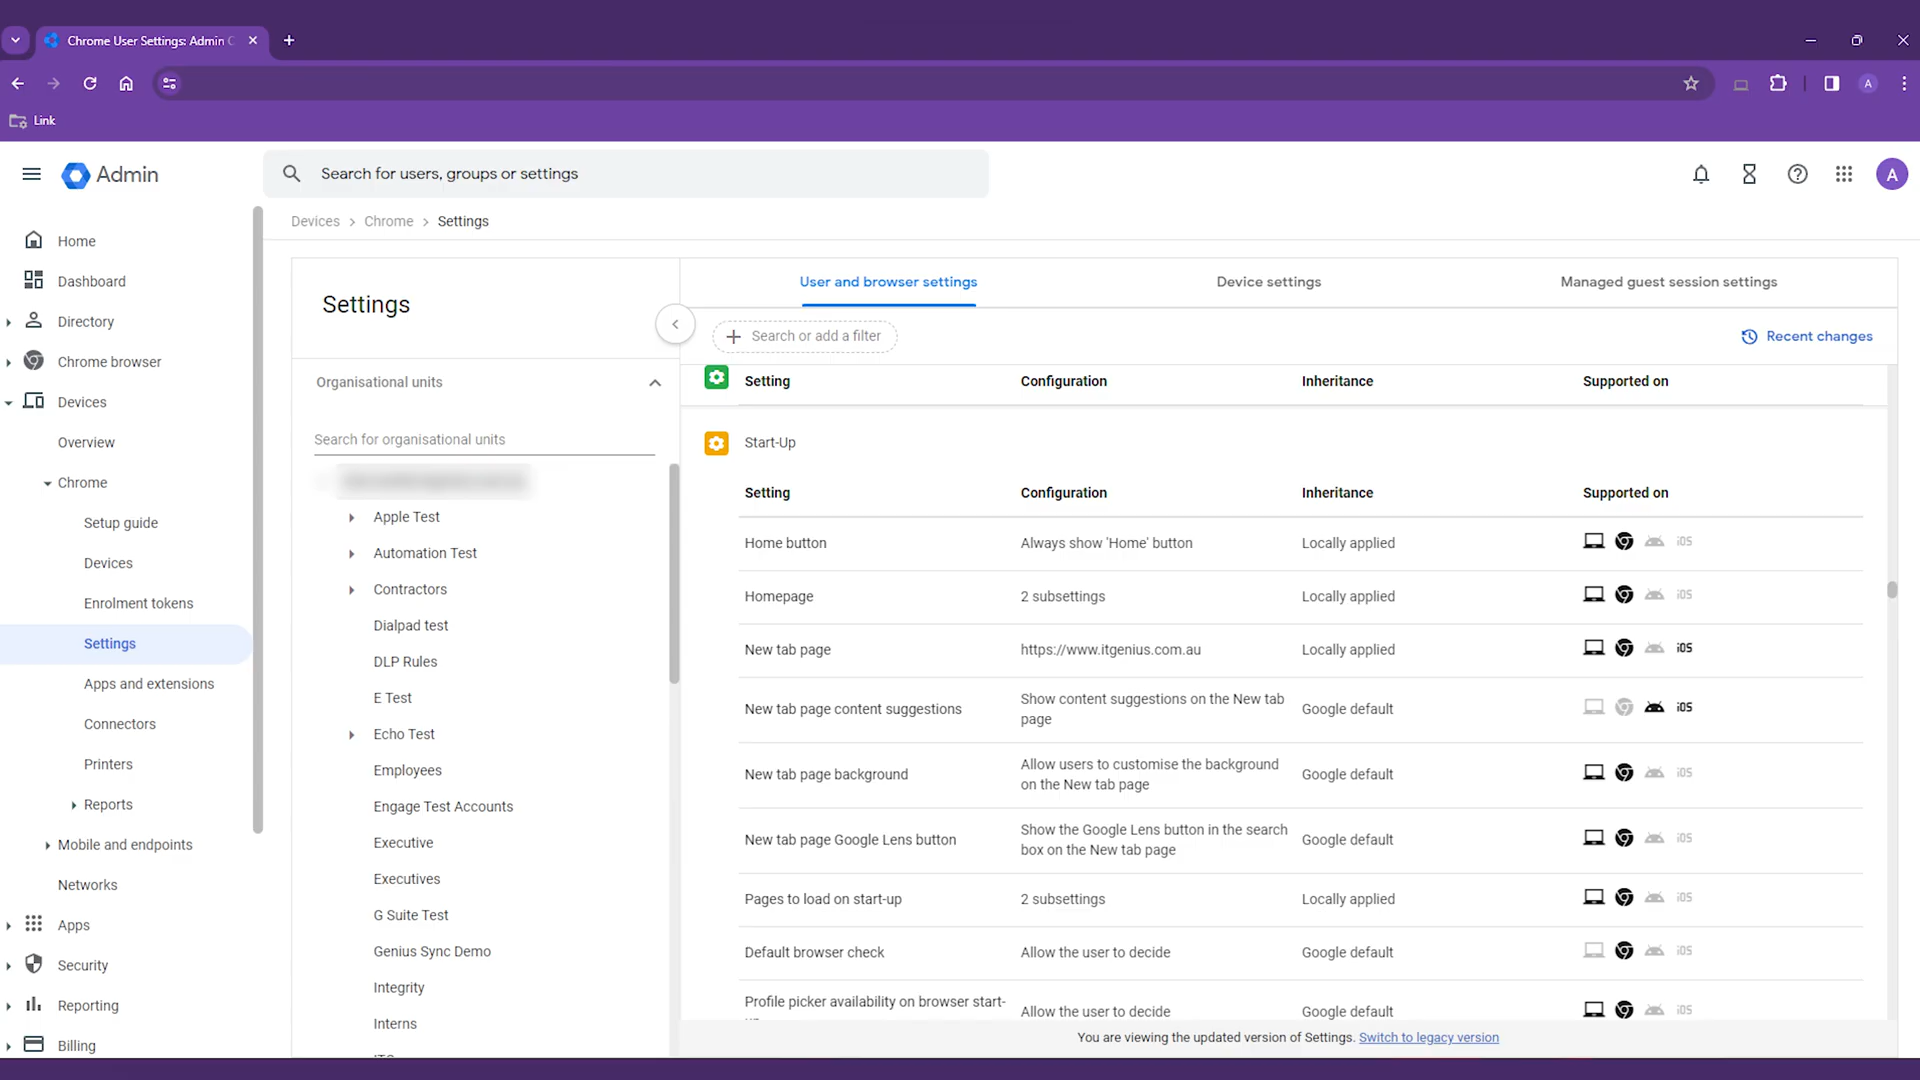 Chrome User Settings: Admin C
Link
Admin
Search for users, groups or settings
A
A
Devices > Chrome > Settings
Home
Dashboard
Directory
Chrome browser
Devices
Overview
Chrome
Setup guide
Devices
Enrolment tokens
Settings
Apps and extensions
Connectors
Printers
Reports
Mobile and endpoints
Networks
Apps
Security
Reporting
Billing
Settings
Organisational units
Search for organisational units
Apple Test
Automation Test
Contractors
Dialpad test
DLP Rules
E Test
Echo Test
Employees
Engage Test Accounts
Executive
Executives
G Suite Test
Genius Sync Demo
Integrity
Interns
User and browser settings
Device settings
Managed guest session settings
Search or add a filter
Recent changes
Setting Configuration Inheritance Supported on
Start-Up
Setting Configuration Inheritance Supported on
Home button Always show 'Home' button Locally applied iOS
Homepage 2 subsettings Locally applied iOS
New tab page https://www.itgenius.com.au Locally applied iOS
New tab page content suggestions Show content suggestions on the New tab
page Google default iOS
New tab page background Allow users to customise the background
on the New tab page Google default iOS
New tab page Google Lens button Show the Google Lens button in the search
box on the New tab page Google default iOS
Pages to load on start-up 2 subsettings Locally applied iOS
Default browser check Allow the user to decide Google default iOS
Profile picker availability on browser start- Allow the user to decide Google default iOS
You are viewing the updated version of Settings. Switch to legacy version